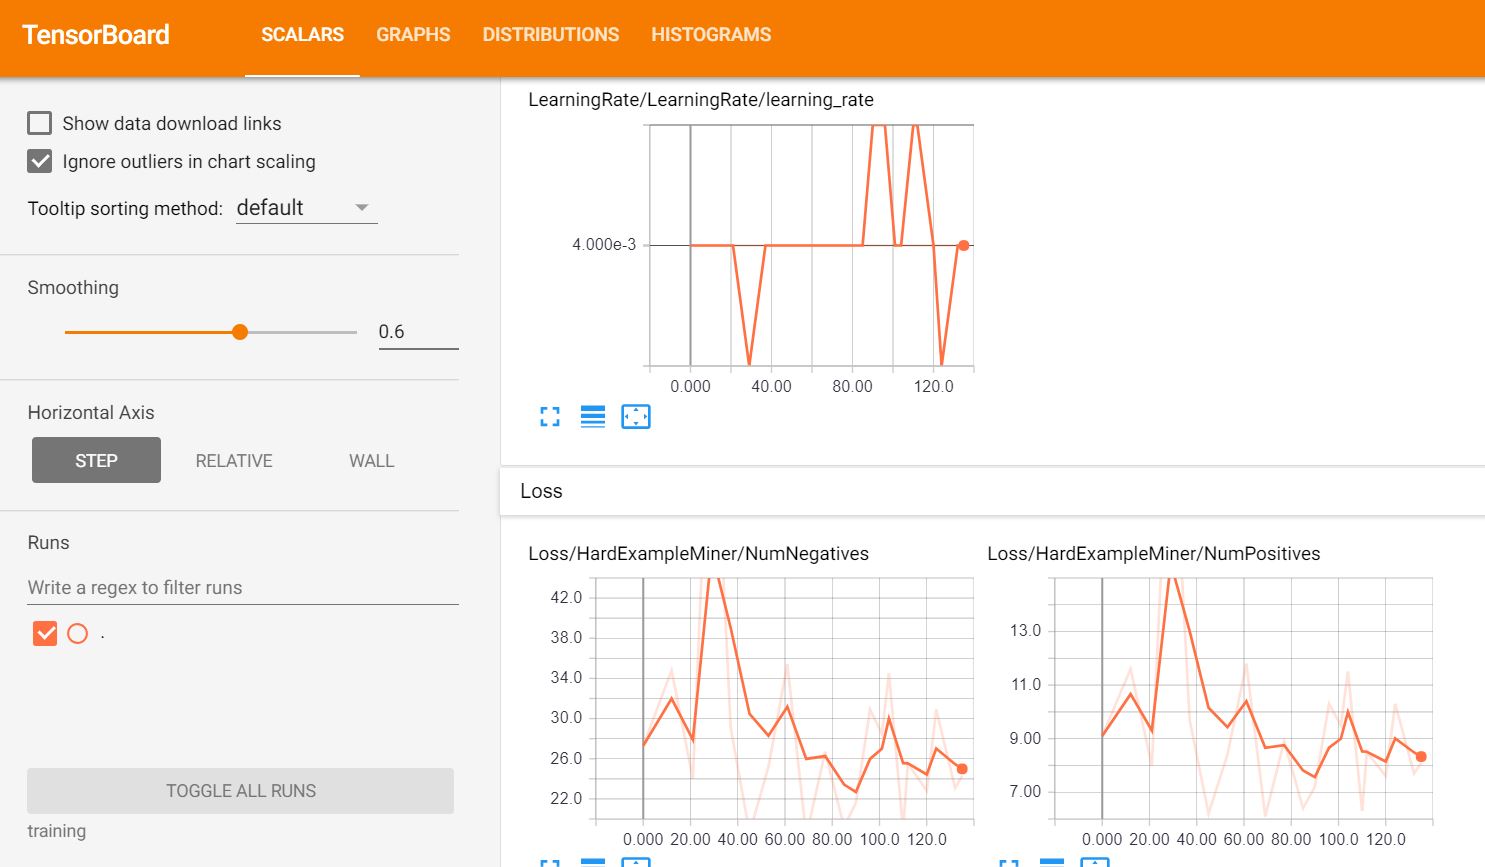 TensorBoard SCALARS GRAPHS DISTRIBUTIONS HISTOGRAMS
Show data download links
Ignore outliers in chart scaling
Tooltip sorting method: default
Smoothing
0.6
Horizontal Axis
STEP RELATIVE WALL
Runs
Write a regex to filter runs
.
TOGGLE ALL RUNS
training
LearningRate/LearningRate/learning_rate
4.000e-3
0.000 40.00 80.00 120.0
Loss
Loss/HardExampleMiner/NumNegatives
42.0
38.0
34.0
30.0
26.0
22.0
0.000 20.00 40.00 60.00 80.00 100.0 120.0
Loss/HardExampleMiner/NumPositives
13.0
11.0
9.00
7.00
0.000 20.00 40.00 60.00 80.00 100.0 120.0